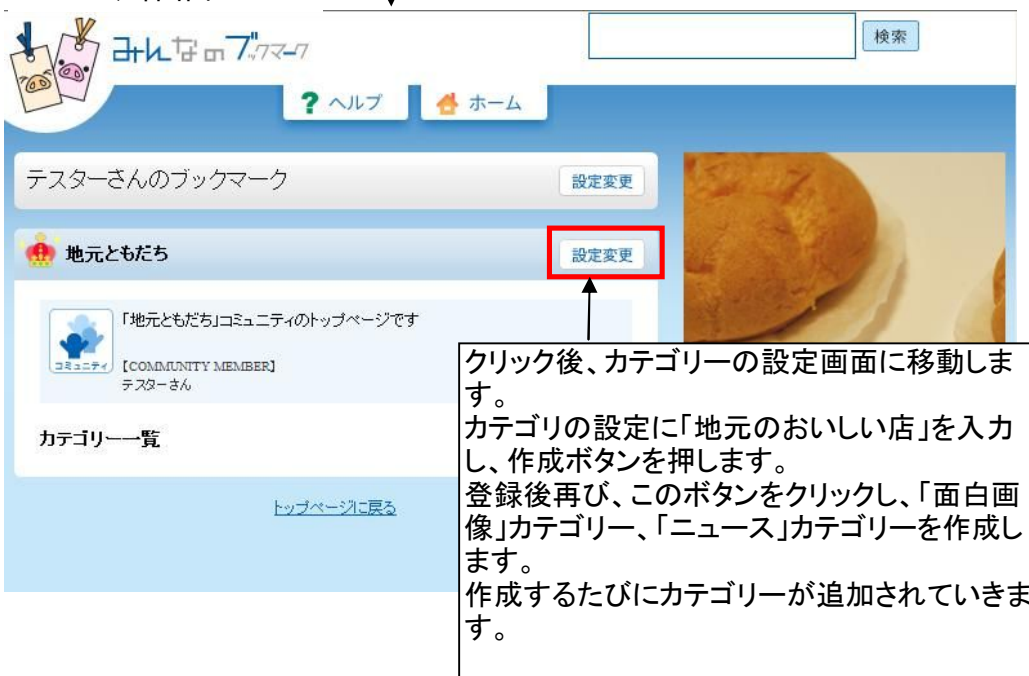 みんなのブックマーク
検索
? ヘルプ
ホーム
テスターさんのブックマーク
設定変更
地元ともだち
設定変更
「地元ともだち」コミュニティのトップページです
コミュニティ
【COMMUNITY MEMBER】
テスターさん
カテゴリー一覧
トップページに戻る
クリック後、カテゴリーの設定画面に移動しま
す。
カテゴリの設定に「地元のおいしい店」を入力
し、作成ボタンを押します。
登録後再び、このボタンをクリックし、「面白画
像」カテゴリー、「ニュース」カテゴリーを作成し
ます。
作成するたびにカテゴリーが追加されていきま
す。